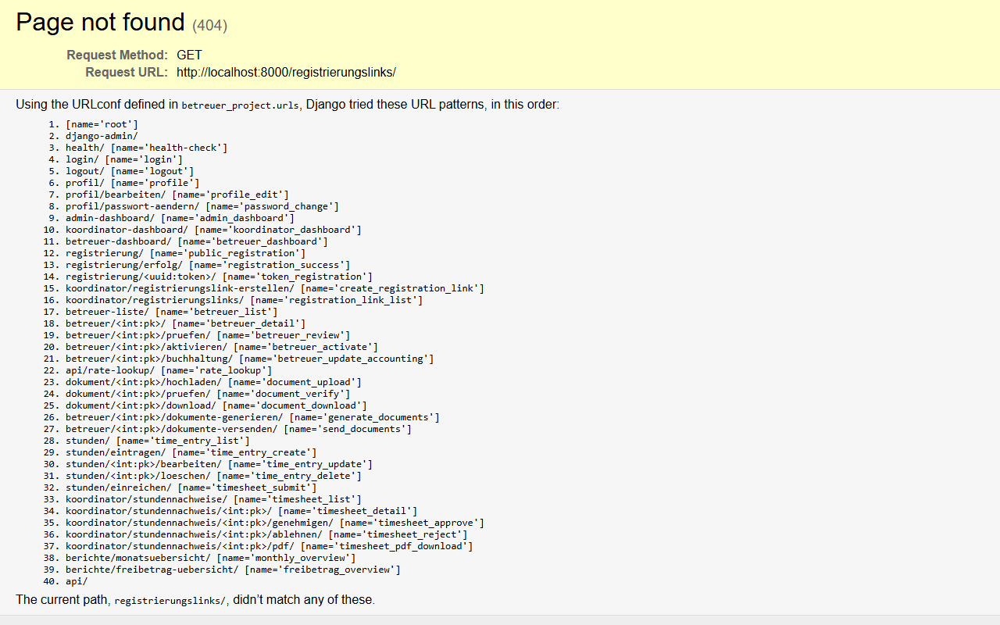 Page not found (404)
Request Method: GET
Request URL: http://localhost:8000/registrierungslinks/
Using the URLconf defined in betreuer_project.urls, Django tried these URL patterns, in this order:
1. [name='root']
2. django-admin/
3. health/ [name='health-check']
4. login/ [name='login']
5. logout/ [name='logout']
6. profil/ [name='profile']
7. profil/bearbeiten/ [name='profile_edit']
8. profil/passwort-aendern/ [name='password_change']
9. admin-dashboard/ [name='admin_dashboard']
10. koordinator-dashboard/ [name='koordinator_dashboard']
11. betreuer-dashboard/ [name='betreuer_dashboard']
12. registrierung/ [name='public_registration']
13. registrierung/erfolg/ [name='registration_success']
14. registrierung/<uuid:token>/ [name='token_registration']
15. koordinator/registrierungslink-erstellen/ [name='create_registration_link']
16. koordinator/registrierungslinks/ [name='registration_link_list']
17. betreuer-liste/ [name='betreuer_list']
18. betreuer/<int:pk>/ [name='betreuer_detail']
19. betreuer/<int:pk>/pruefen/ [name='betreuer_review']
20. betreuer/<int:pk>/aktivieren/ [name='betreuer_activate']
21. betreuer/<int:pk>/buchhaltung/ [name='betreuer_update_accounting']
22. api/rate-lookup/ [name='rate_lookup']
23. dokument/<int:pk>/hochladen/ [name='document_upload']
24. dokument/<int:pk>/pruefen/ [name='document_verify']
25. dokument/<int:pk>/download/ [name='document_download']
26. betreuer/<int:pk>/dokumente-generieren/ [name='generate_documents']
27. betreuer/<int:pk>/dokumente-versenden/ [name='send_documents']
28. stunden/ [name='time_entry_list']
29. stunden/eintragen/ [name='time_entry_create']
30. stunden/<int:pk>/bearbeiten/ [name='time_entry_update']
31. stunden/<int:pk>/loeschen/ [name='time_entry_delete']
32. stunden/einreichen/ [name='timesheet_submit']
33. koordinator/stundennachweise/ [name='timesheet_list']
34. koordinator/stundennachweis/<int:pk>/ [name='timesheet_detail']
35. koordinator/stundennachweis/<int:pk>/genehmigen/ [name='timesheet_approve']
36. koordinator/stundennachweis/<int:pk>/ablehnen/ [name='timesheet_reject']
37. koordinator/stundennachweis/<int:pk>/pdf/ [name='timesheet_pdf_download']
38. berichte/monatsuebersicht/ [name='monthly_overview']
39. berichte/freibetrag-uebersicht/ [name='freibetrag_overview']
40. api/
The current path, registrierungslinks/, didn’t match any of these.